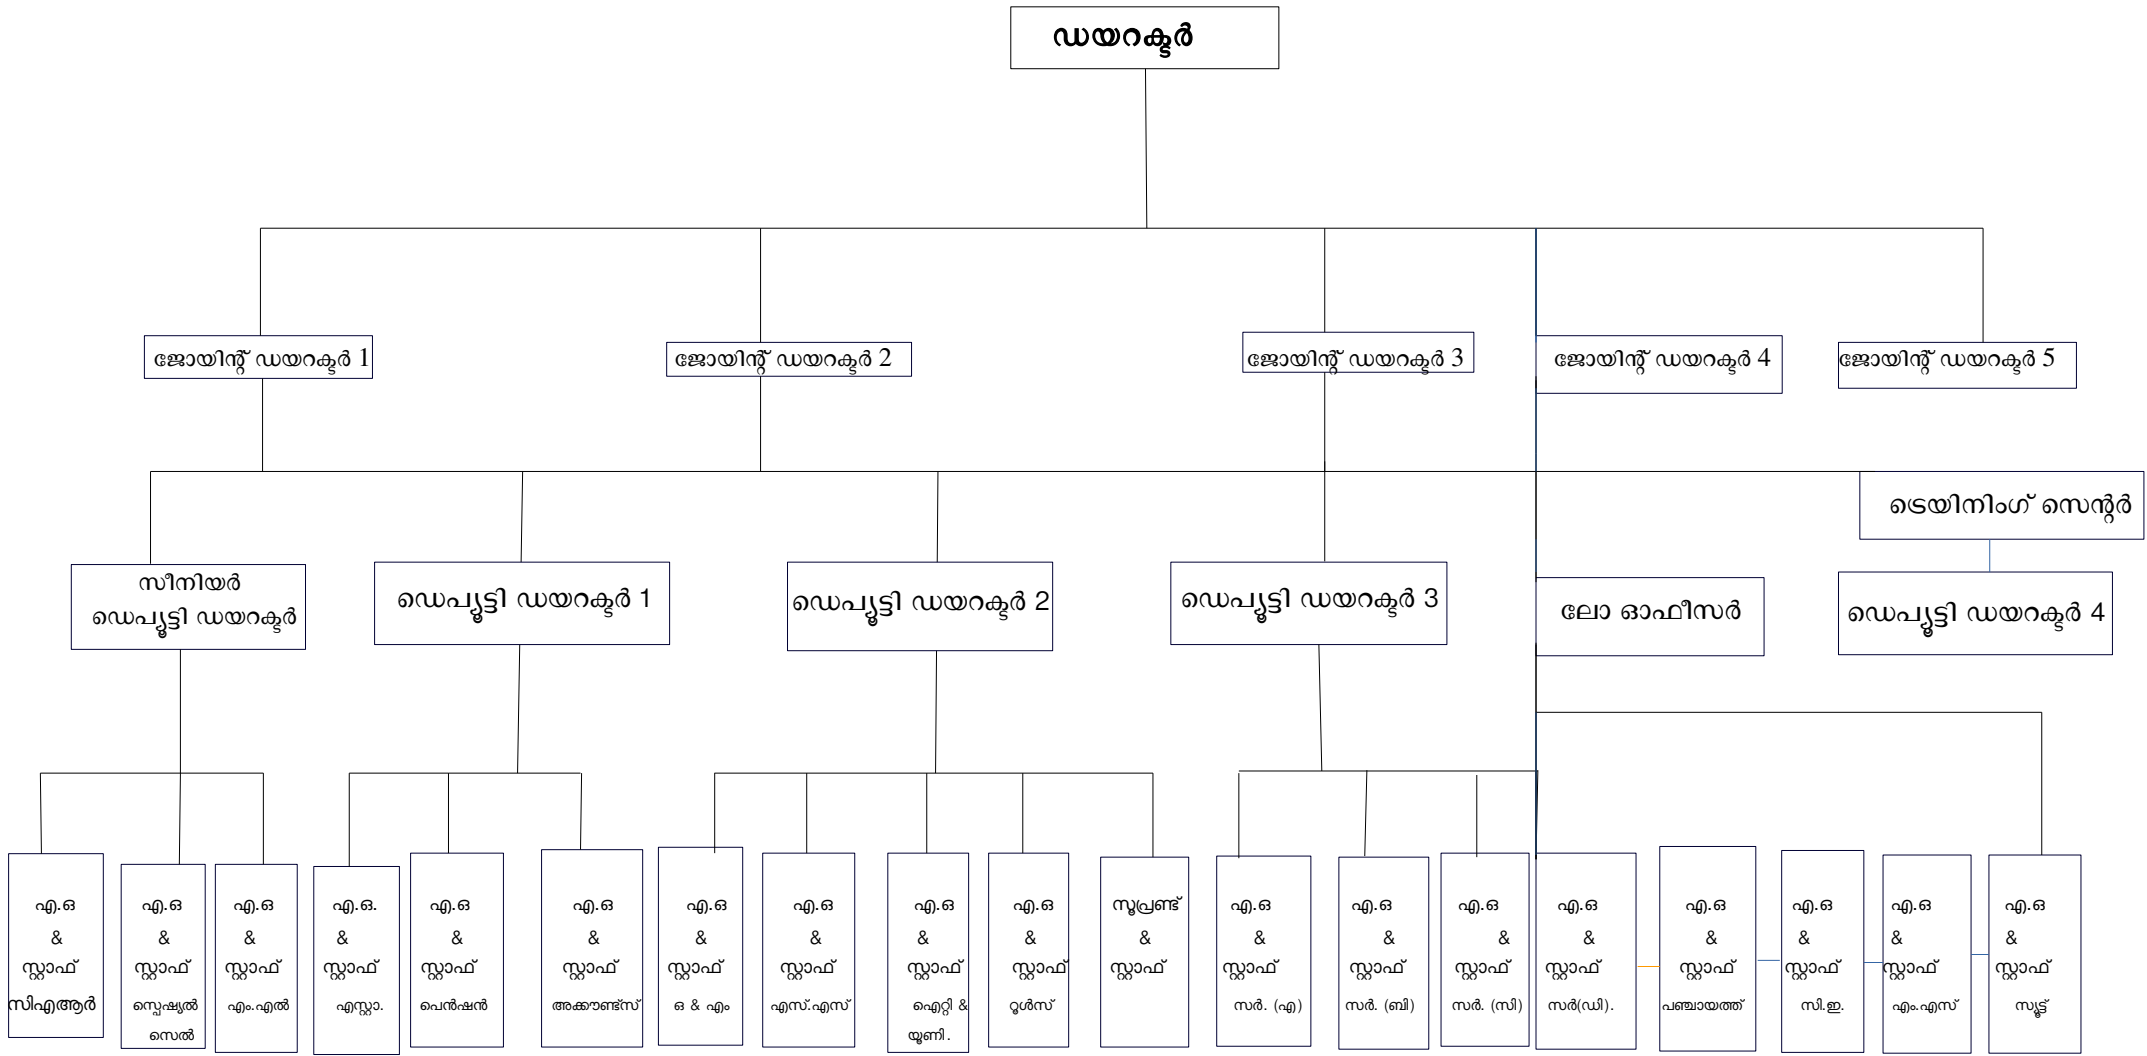 ഡയറക്ടർ
ജോയിന്റ് ഡയറക്ടർ 1
ജോയിന്റ് ഡയറക്ടർ 2
ജോയിന്റ് ഡയറക്ടർ 3
ജോയിന്റ് ഡയറക്ടർ 4
ജോയിന്റ് ഡയറക്ടർ 5
ട്രെയിനിംഗ് സെന്റർ
സീനിയർ
ഡെപ്യൂട്ടി ഡയറക്ടർ
ഡെപ്യൂട്ടി ഡയറക്ടർ 1
ഡെപ്യൂട്ടി ഡയറക്ടർ 2
ഡെപ്യൂട്ടി ഡയറക്ടർ 3
ലോ ഓഫീസർ
ഡെപ്യൂട്ടി ഡയറക്ടർ 4
എ.ഒ
&
സ്റ്റാഫ്
സിഎആർ
എ.ഒ
&
സ്റ്റാഫ്
സ്പെഷ്യൽ
സെൽ
എ.ഒ
&
സ്റ്റാഫ്
എം.എൽ
എ.ഒ.
&
സ്റ്റാഫ്
എസ്റ്റാ.
എ.ഒ
&
സ്റ്റാഫ്
പെൻഷൻ
എ.ഒ
&
സ്റ്റാഫ്
അക്കൗണ്ട്സ്
എ.ഒ
&
സ്റ്റാഫ്
ഒ & എം
എ.ഒ
&
സ്റ്റാഫ്
എസ്.എസ്
എ.ഒ
&
സ്റ്റാഫ്
ഐറ്റി &
യൂണി.
എ.ഒ
&
സ്റ്റാഫ്
റൂൾസ്
സൂപ്രണ്ട്
&
സ്റ്റാഫ്
എ.ഒ
&
സ്റ്റാഫ്
സർ. (എ)
എ.ഒ
&
സ്റ്റാഫ്
സർ. (ബി)
എ.ഒ
&
സ്റ്റാഫ്
സർ. (സി)
എ.ഒ
&
സ്റ്റാഫ്
സർ(ഡി).
എ.ഒ
&
സ്റ്റാഫ്
പഞ്ചായത്ത്
എ.ഒ
&
സ്റ്റാഫ്
സി.ഇ.
എ.ഒ
&
സ്റ്റാഫ്
എം.എസ്
എ.ഒ
&
സ്റ്റാഫ്
സ്യൂട്ട്